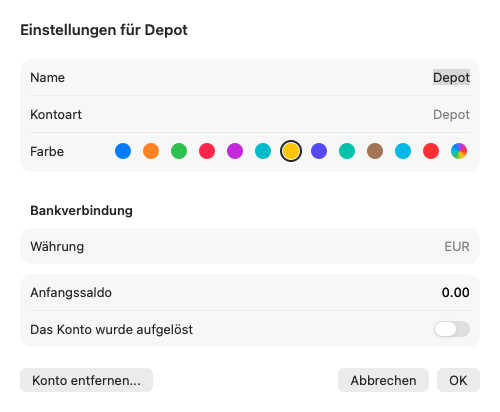 Einstellungen für Depot
Name Depot
Kontoart Depot
Farbe
Bankverbindung
Währung EUR
Anfangssaldo 0.00
Das Konto wurde aufgelöst
Konto entfernen... Abbrechen OK